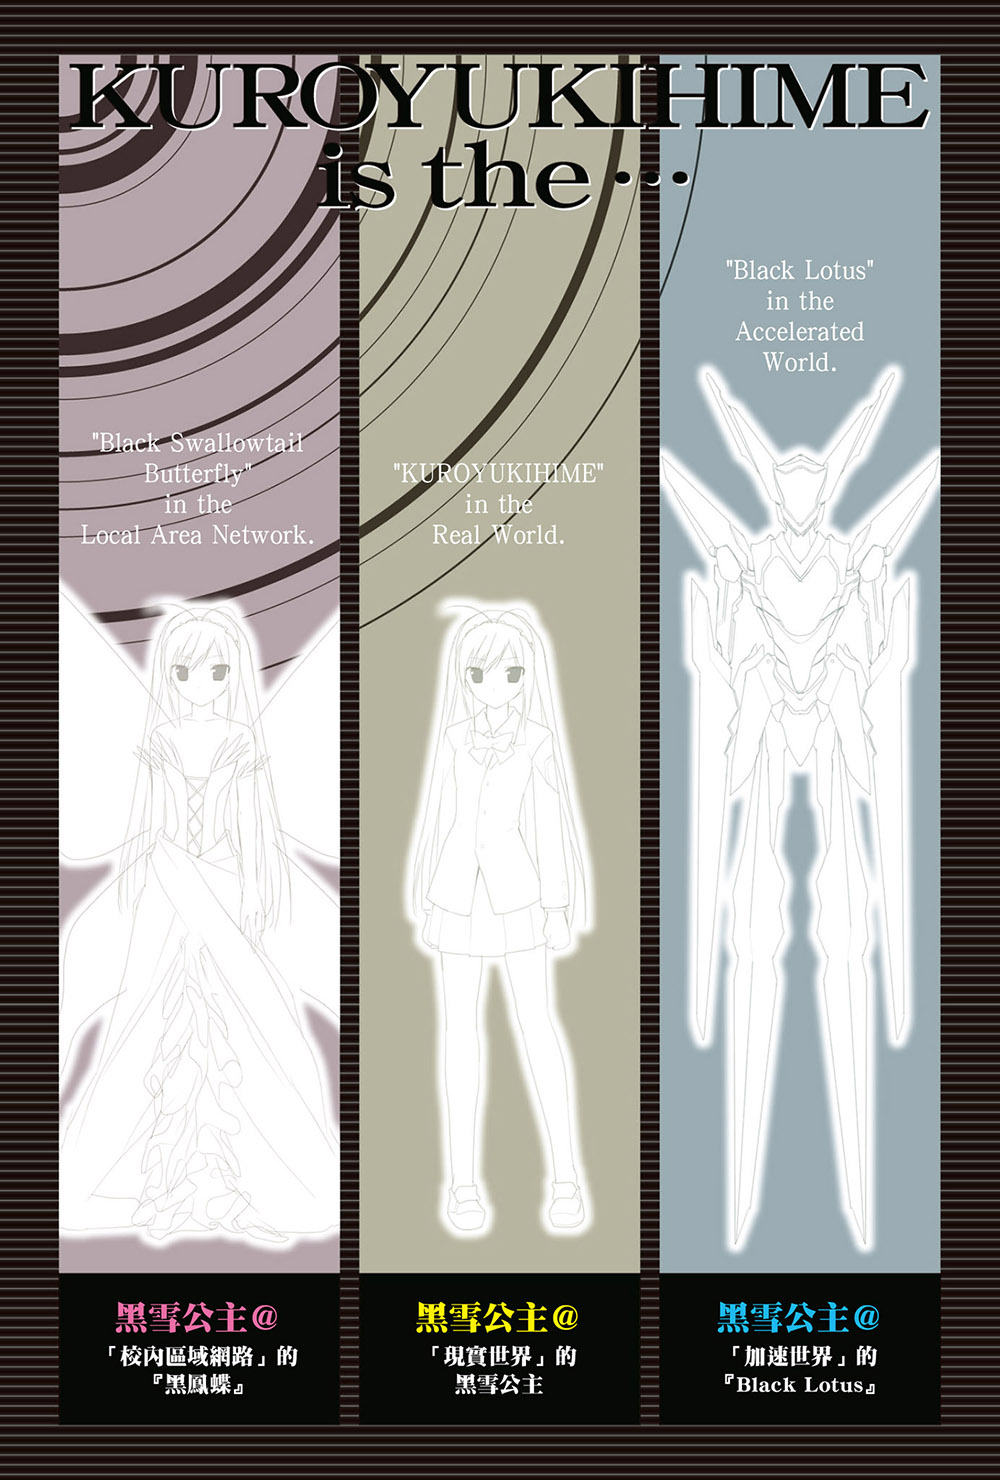 KUROYUKIHIME
is the…
"Black Swallowtail
Butterfly"
in the
Local Area Network.
"KUROYUKIHIME"
in the
Real World.
"Black Lotus"
in the
Accelerated
World.
黑雪公主@
「校內區域網路」的
『黑鳳蝶』
黑雪公主@
「現實世界」的
黑雪公主
黑雪公主@
「加速世界」的
『Black Lotus』